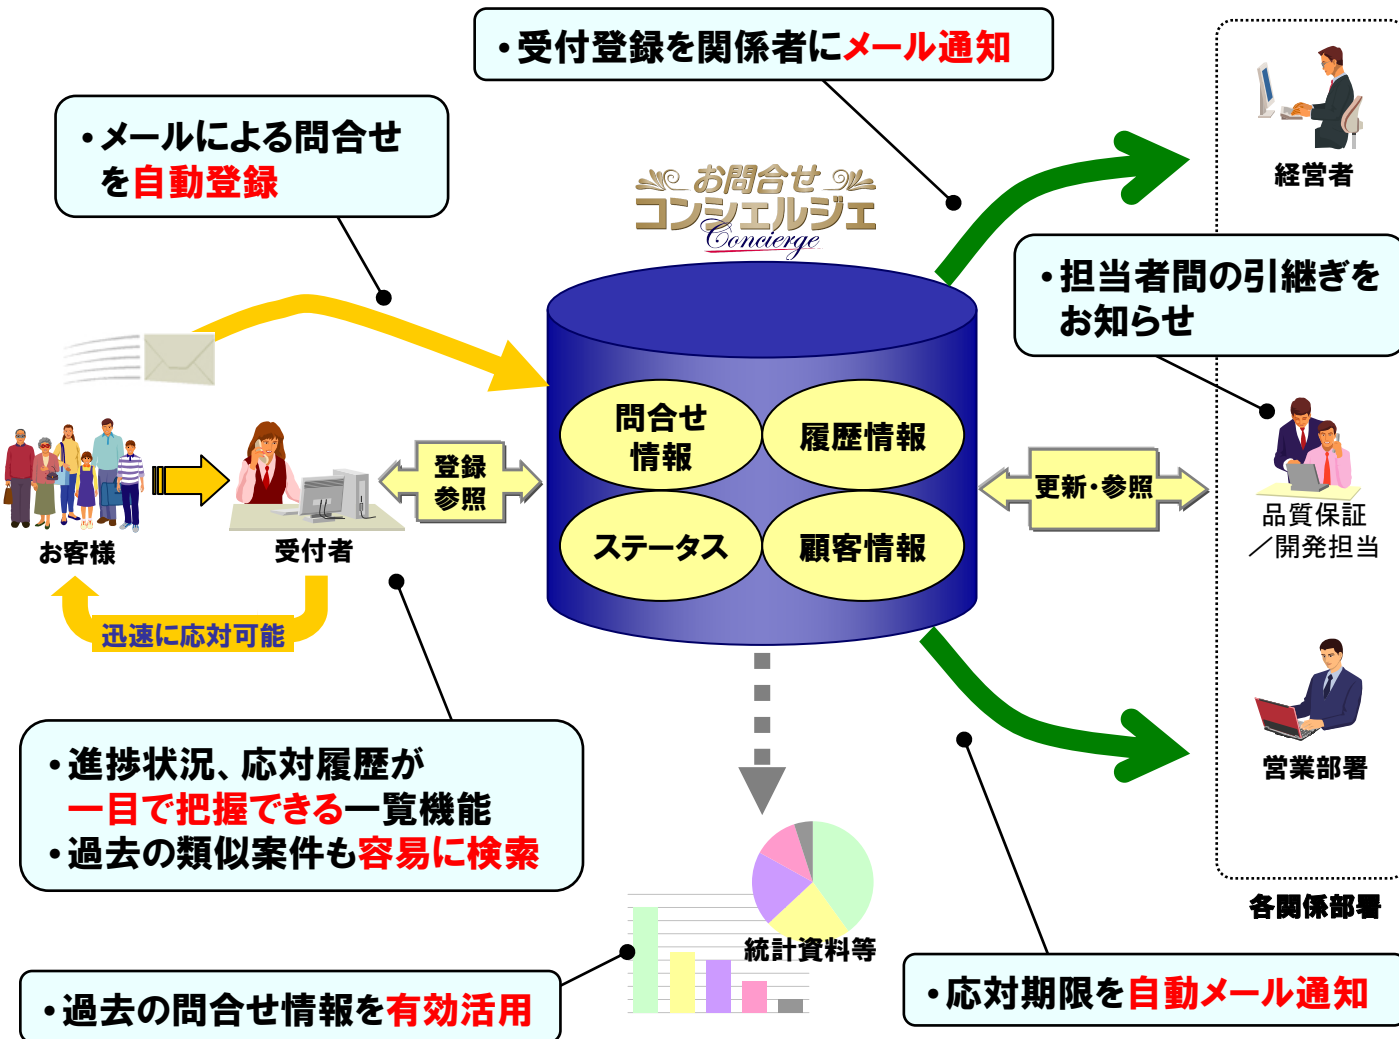 ・受付登録を関係者にメール通知
・メールによる問合せ
を自動登録
お問合せ
コンシェルジェ
Concierge
経営者
・担当者間の引継ぎを
お知らせ
問合せ
情報
履歴情報
ステータス
顧客情報
登録
参照
更新・参照
お客様
受付者
迅速に応対可能
品質保証
／開発担当
営業部署
各関係部署
・進捗状況、応対履歴が
一目で把握できる一覧機能
・過去の類似案件も容易に検索
統計資料等
・過去の問合せ情報を有効活用
・応対期限を自動メール通知